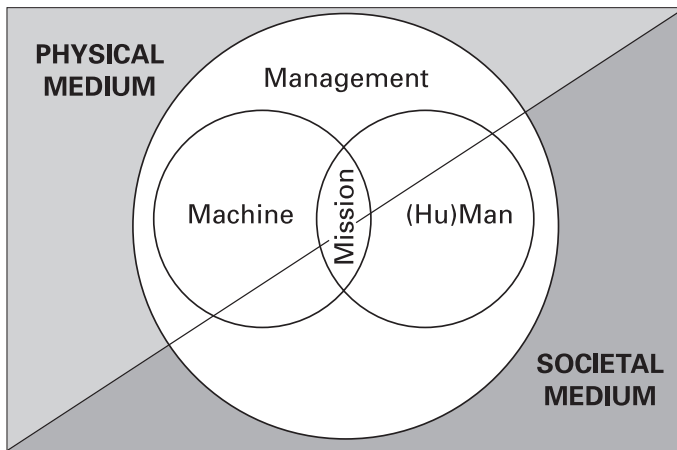 PHYSICAL
MEDIUM
Management
Machine
Mission
(Hu)Man
SOCIETAL
MEDIUM